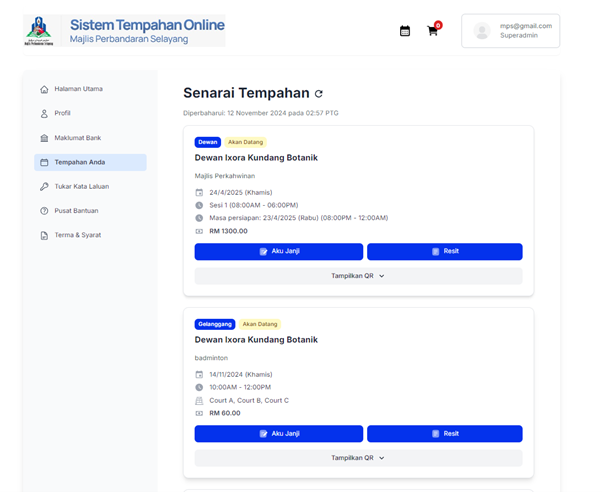 Sistem Tempahan Online
Majlis Perbandaran Selayang
0
mps@gmail.com
Superadmin
Halaman Utama
Profil
Maklumat Bank
Tempahan Anda
Tukar Kata Laluan
Pusat Bantuan
Terma & Syarat
Senarai Tempahan
Diperbaharui: 12 November 2024 pada 02:57 PTG
Dewan Akan Datang
Dewan Ixora Kundang Botanik
Majlis Perkahwinan
24/4/2025 (Khamis)
Sesi 1 (08:00AM - 06:00PM)
Masa persiapan: 23/4/2025 (Rabu) (08:00PM - 12:00AM)
RM 1300.00
Aku Janji
Resit
Tampilkan QR
Gelanggang Akan Datang
Dewan Ixora Kundang Botanik
badminton
14/11/2024 (Khamis)
10:00AM - 12:00PM
Court A, Court B, Court C
RM 60.00
Aku Janji
Resit
Tampilkan QR